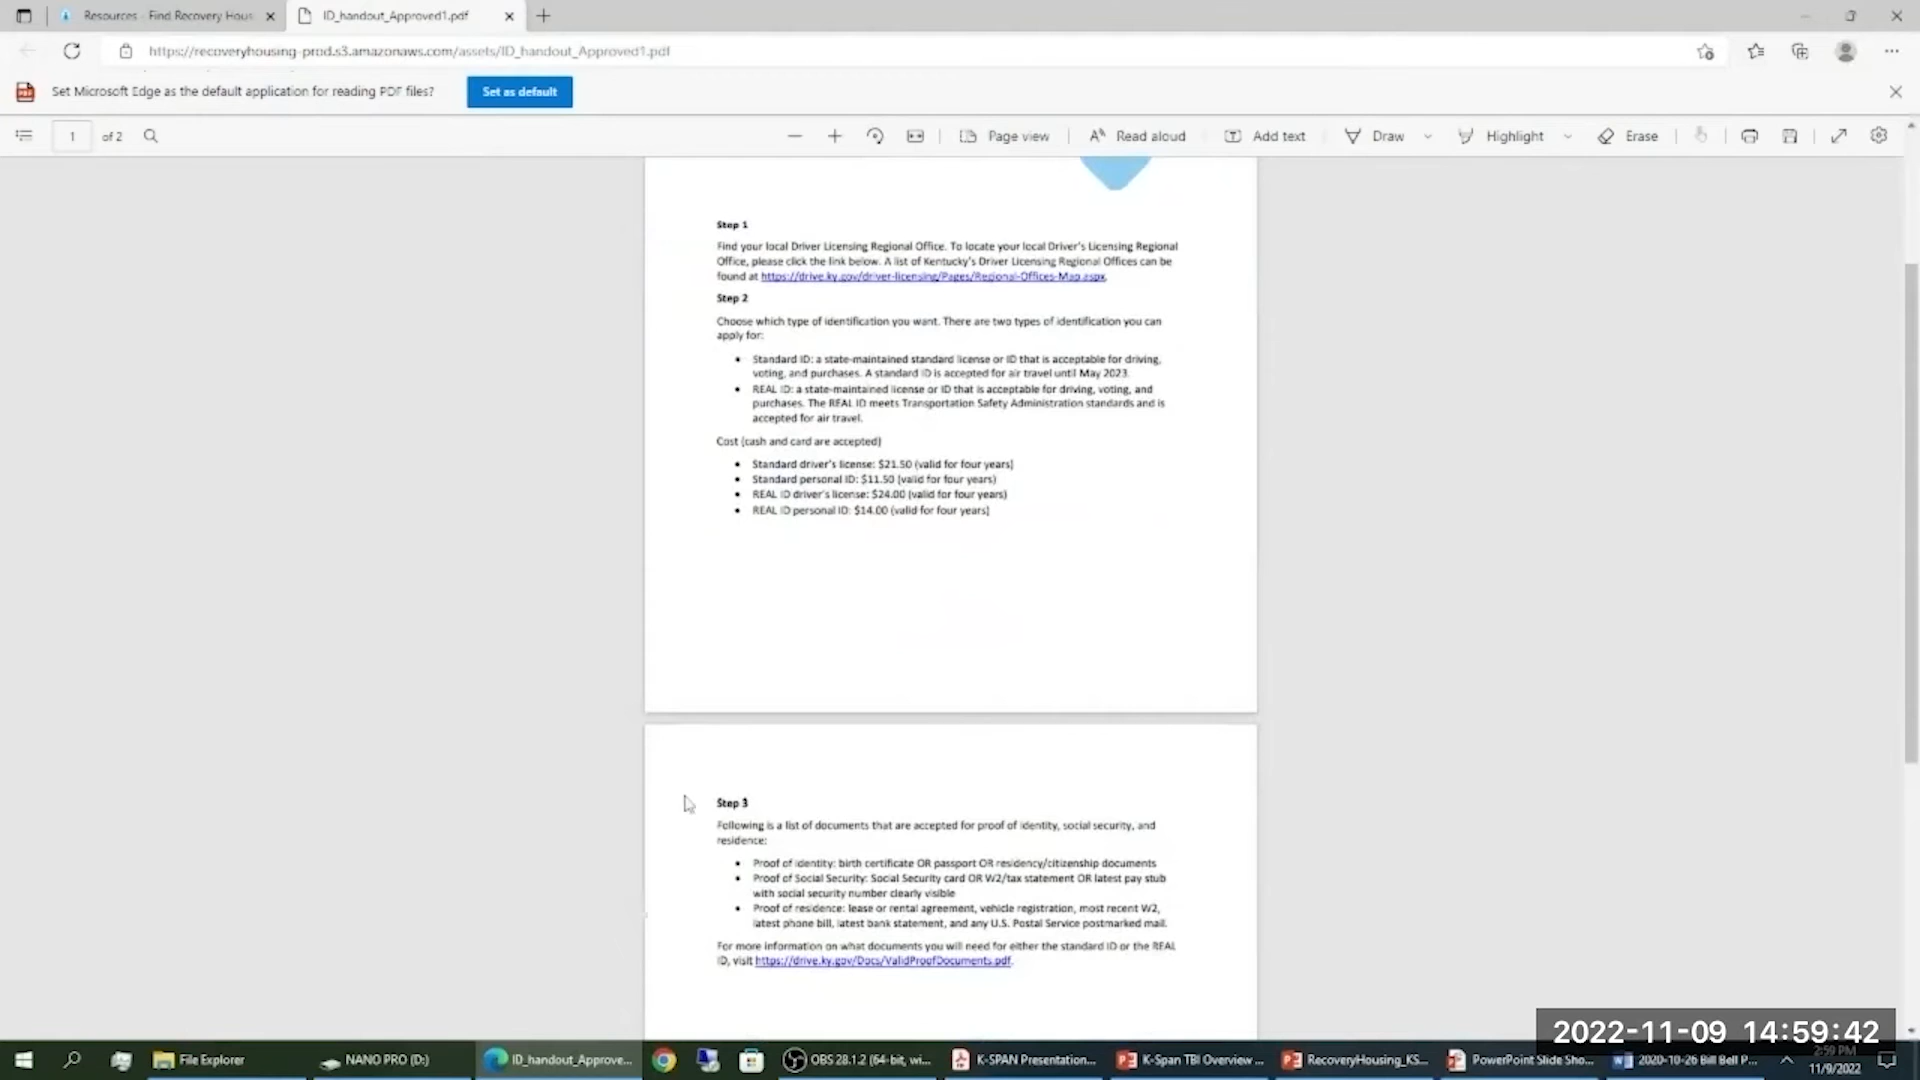 Resources - Find Recovery Hous
ID_handout_Approved1.pdf
https://recoveryhousing-prod.s3.amazonaws.com/assets/ID_handout_Approved1.pdf
Set Microsoft Edge as the default application for reading PDF files?
Set as default
1 of 2
Page view
Read aloud
Add text
Draw
Highlight
Erase
Step 1
Find your local Driver Licensing Regional Office. To locate your local Driver's Licensing Regional
Office, please click the link below. A list of Kentucky's Driver Licensing Regional Offices can be
found at https://drive.ky.gov/driver-licensing/Pages/Regional-Offices-Map.aspx.
Step 2
Choose which type of identification you want. There are two types of identification you can
apply for:
• Standard ID: a state-maintained standard license or ID that is acceptable for driving,
voting, and purchases. A standard ID is accepted for air travel until May 2023.
• REAL ID: a state-maintained license or ID that is acceptable for driving, voting, and
purchases. The REAL ID meets Transportation Safety Administration standards and is
accepted for air travel.
Cost (cash and card are accepted)
• Standard driver's license: $21.50 (valid for four years)
• Standard personal ID: $11.50 (valid for four years)
• REAL ID driver's license: $24.00 (valid for four years)
• REAL ID personal ID: $14.00 (valid for four years)
Step 3
Following is a list of documents that are accepted for proof of identity, social security, and
residence:
• Proof of identity: birth certificate OR passport OR residency/citizenship documents
• Proof of Social Security: Social Security card OR W2/tax statement OR latest pay stub
with social security number clearly visible
• Proof of residence: lease or rental agreement, vehicle registration, most recent W2,
latest phone bill, latest bank statement, and any U.S. Postal Service postmarked mail.
For more information on what documents you will need for either the standard ID or the REAL
ID, visit https://drive.ky.gov/Docs/ValidProofDocuments.pdf.
2022-11-09 14:59:42
File Explorer
NANO PRO (D:)
ID_handout_Approve...
OBS 28.1.2 (64-bit, wi...
K-SPAN Presentation...
K-Span TBI Overview ...
RecoveryHousing_KS...
PowerPoint Slide Sho...
2020-10-26 Bill Bell P...
2:59 PM
11/9/2022